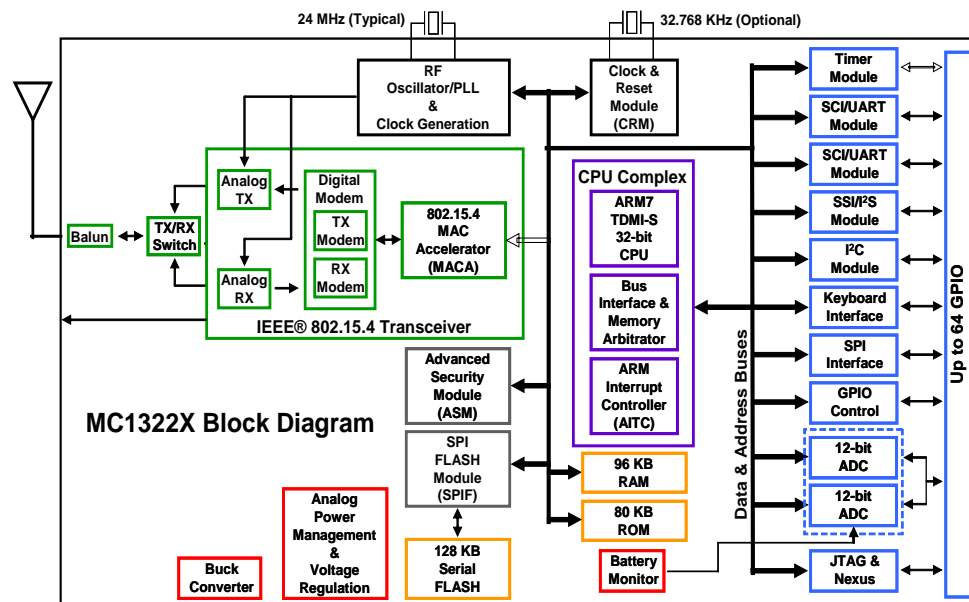 24 MHz (Typical)
32.768 KHz (Optional)
RF
Oscillator/PLL
&
Clock Generation
Clock &
Reset
Module
(CRM)
Timer
Module
SCI/UART
Module
SCI/UART
Module
SSI/I²S
Module
I²C
Module
Keyboard
Interface
SPI
Interface
GPIO
Control
12-bit
ADC
12-bit
ADC
JTAG &
Nexus
Up to 64 GPIO
Data & Address Buses
CPU Complex
ARM7
TDMI-S
32-bit
CPU
Bus
Interface &
Memory
Arbitrator
ARM
Interrupt
Controller
(AITC)
Balun
TX/RX
Switch
Analog
TX
Analog
RX
Digital
Modem
TX
Modem
RX
Modem
802.15.4
MAC
Accelerator
(MACA)
IEEE® 802.15.4 Transceiver
Advanced
Security
Module
(ASM)
MC1322X Block Diagram
SPI
FLASH
Module
(SPIF)
96 KB
RAM
80 KB
ROM
Analog
Power
Management
&
Voltage
Regulation
Buck
Converter
128 KB
Serial
FLASH
Battery
Monitor